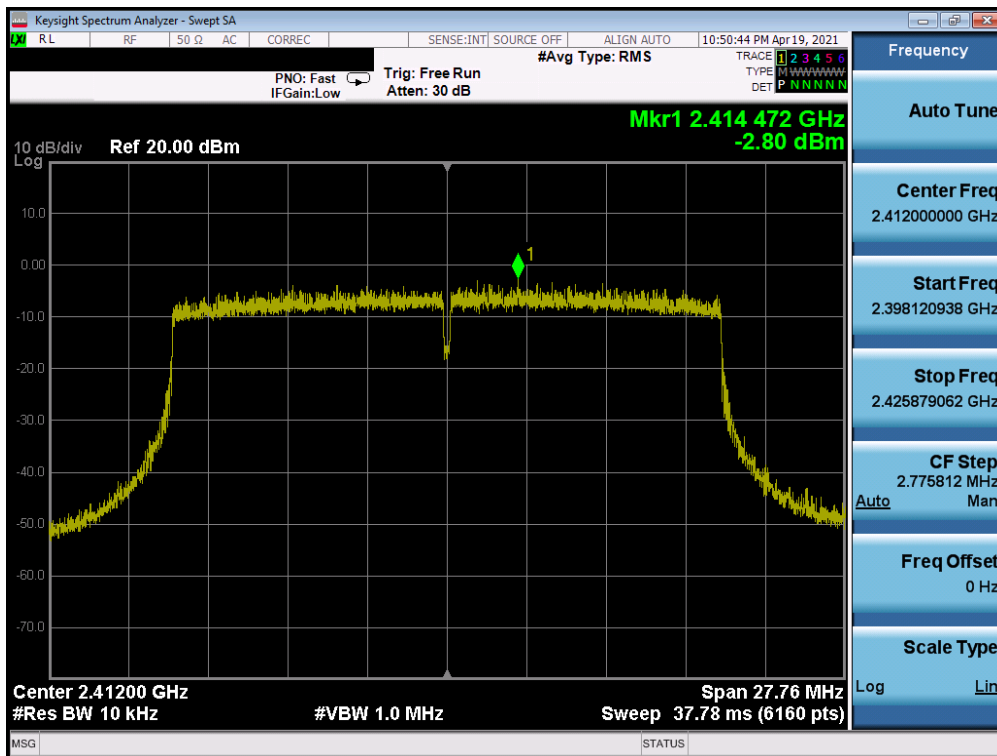 Keysight Spectrum Analyzer - Swept SA
LXI RL RF 50 Ω AC CORREC SENSE:INT SOURCE OFF ALIGN AUTO 10:50:44 PM Apr 19, 2021
#Avg Type: RMS
TRACE 1 2 3 4 5 6
TYPE M WWWWW
DET P N N N N N
PNO: Fast
IFGain:Low
Trig: Free Run
Atten: 30 dB
Mkr1 2.414 472 GHz
-2.80 dBm
10 dB/div
Log
Ref 20.00 dBm
10.0
0.00
-10.0
-20.0
-30.0
-40.0
-50.0
-60.0
-70.0
1
Center 2.41200 GHz
Span 27.76 MHz
#Res BW 10 kHz
#VBW 1.0 MHz
Sweep 37.78 ms (6160 pts)
MSG
STATUS
Frequency
Auto Tune
Center Freq
2.412000000 GHz
Start Freq
2.398120938 GHz
Stop Freq
2.425879062 GHz
CF Step
2.775812 MHz
Auto Man
Freq Offset
0 Hz
Scale Type
Log Lin